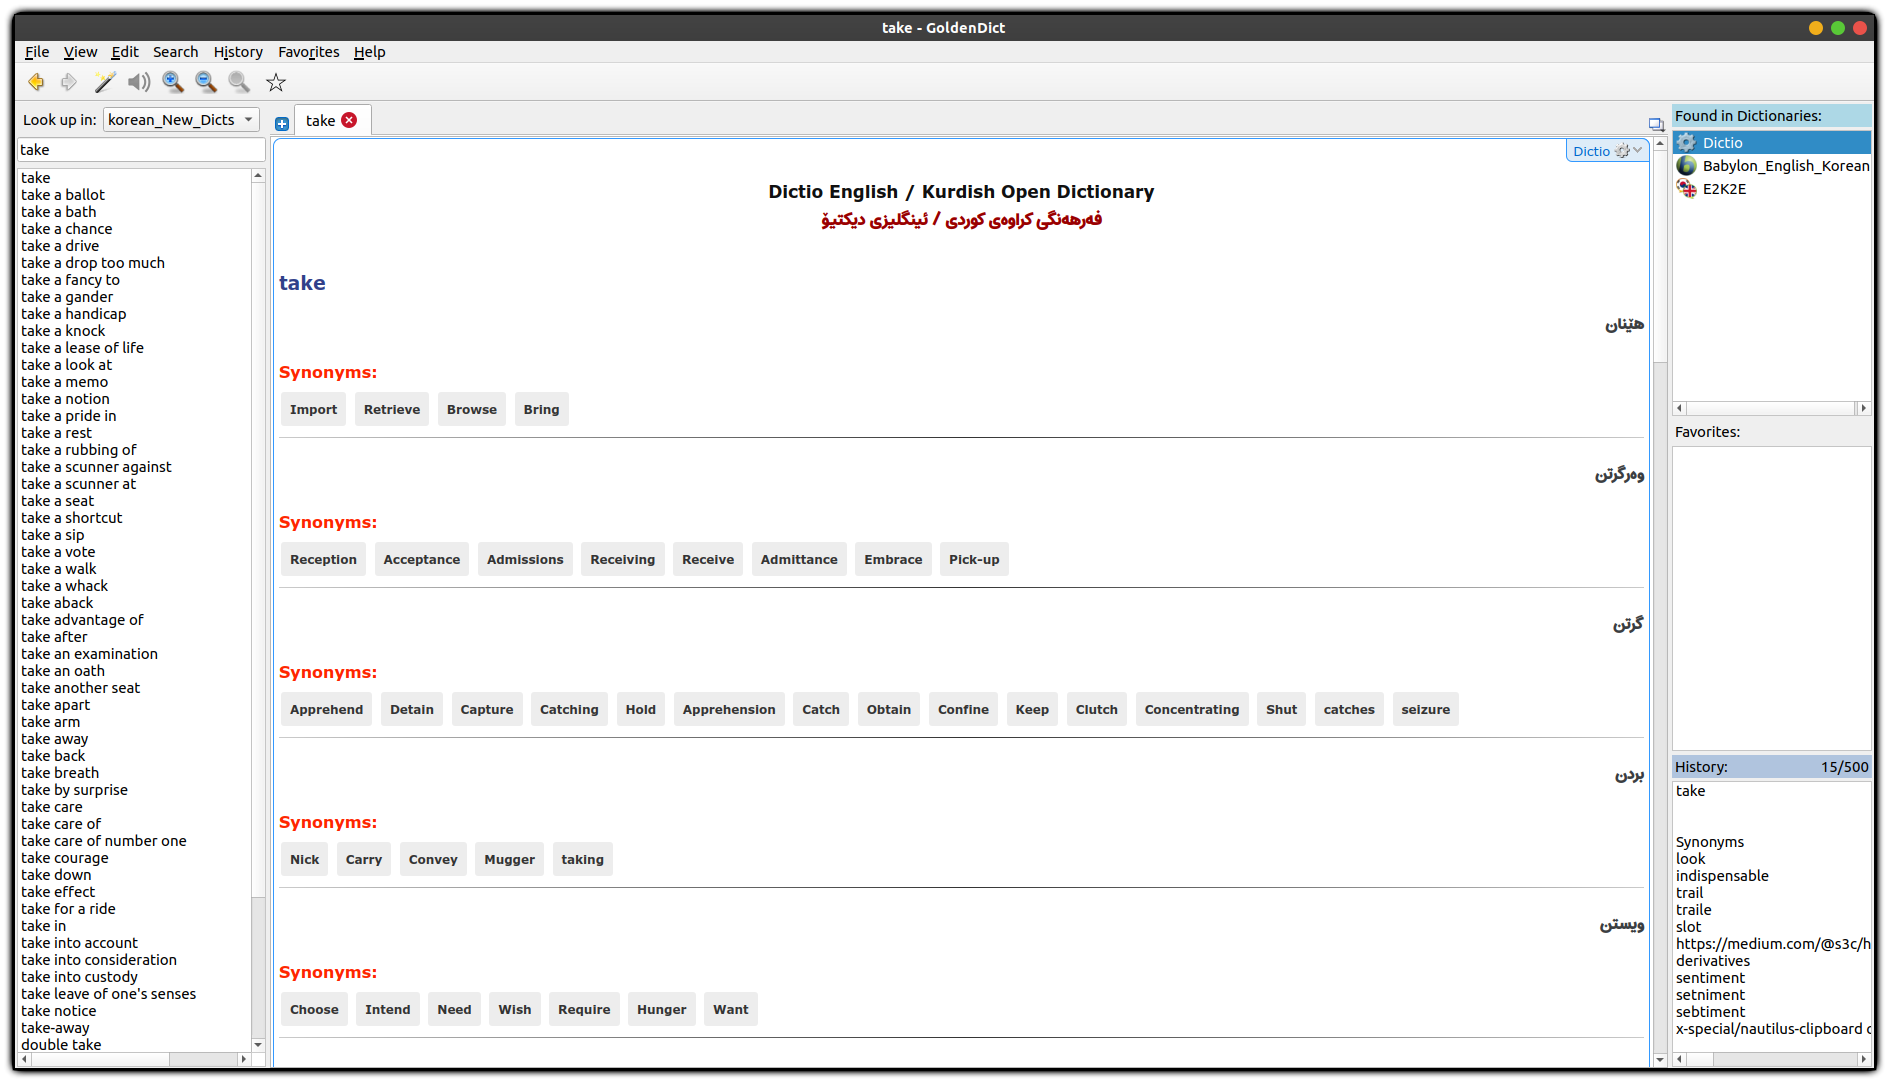 take - GoldenDict
File View Edit Search History Favorites Help
Look up in: korean_New_Dicts
take
take
take a ballot
take a bath
take a chance
take a drive
take a drop too much
take a fancy to
take a gander
take a handicap
take a knock
take a lease of life
take a look at
take a memo
take a notion
take a pride in
take a rest
take a rubbing of
take a scunner against
take a scunner at
take a seat
take a shortcut
take a sip
take a vote
take a walk
take a whack
take aback
take advantage of
take after
take an examination
take an oath
take another seat
take apart
take arm
take away
take back
take breath
take by surprise
take care
take care of
take care of number one
take courage
take down
take effect
take for a ride
take in
take into account
take into consideration
take into custody
take leave of one's senses
take notice
take-away
double take
take
Dictio
Dictio English / Kurdish Open Dictionary
فەرهەنگی کراوەی کوردی / ئینگلیزی دیکتیۆ
take
هێنان
Synonyms:
Import Retrieve Browse Bring
وەرگرتن
Synonyms:
Reception Acceptance Admissions Receiving Receive Admittance Embrace Pick-up
گرتن
Synonyms:
Apprehend Detain Capture Catching Hold Apprehension Catch Obtain Confine Keep Clutch Concentrating Shut catches seizure
بردن
Synonyms:
Nick Carry Convey Mugger taking
ویستن
Synonyms:
Choose Intend Need Wish Require Hunger Want
Found in Dictionaries:
Dictio
Babylon_English_Korean
E2K2E
Favorites:
History: 15/500
take
Synonyms
look
indispensable
trail
traile
slot
https://medium.com/@s3c/h
derivatives
sentiment
setniment
sebtiment
x-special/nautilus-clipboard c